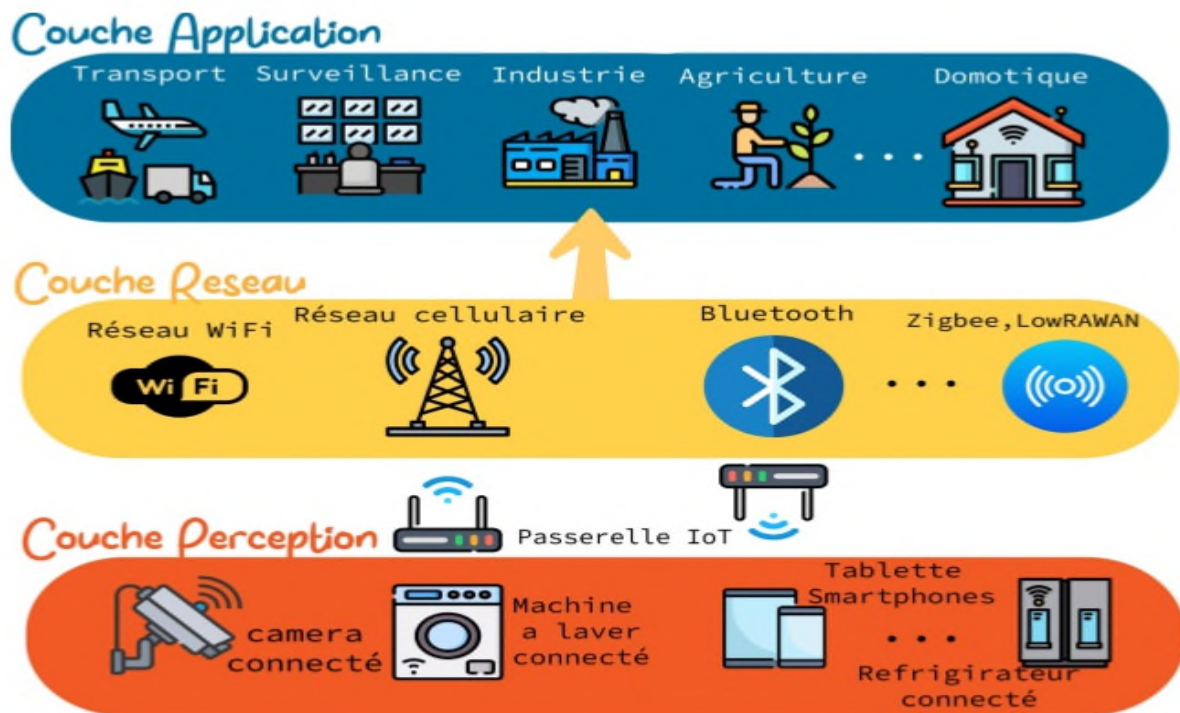 Couche Application
Transport Surveillance Industrie Agriculture Domotique
...
Couche Reseau
Réseau WiFi Réseau cellulaire Bluetooth Zigbee,LowRAWAN
Wi Fi
...
Couche Perception
Passerelle IoT
camera
connecté
Machine
a laver
connecté
Tablette
Smartphones
...
Refrigirateur
connecté